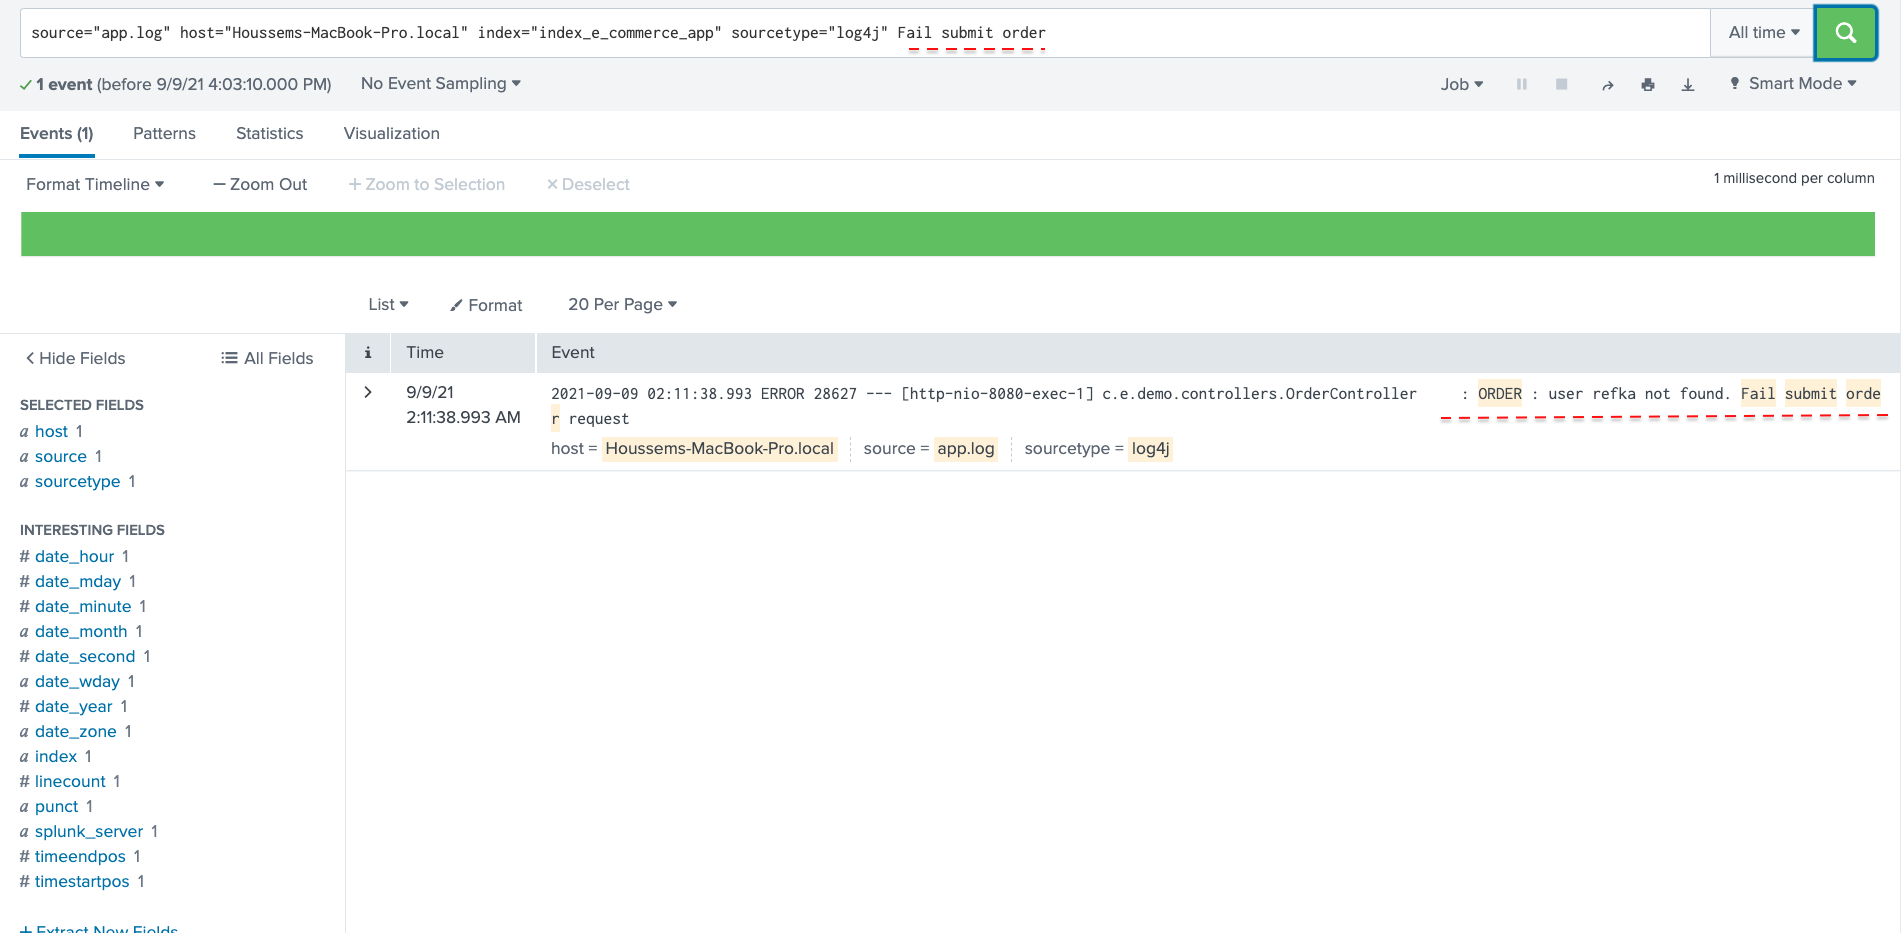 source="app.log" host="Houssems-MacBook-Pro.local" index="index_e_commerce_app" sourcetype="log4j" Fail submit order
All time
1 event (before 9/9/21 4:03:10.000 PM)
No Event Sampling
Job
Smart Mode
Events (1)
Patterns
Statistics
Visualization
Format Timeline
— Zoom Out
+ Zoom to Selection
× Deselect
1 millisecond per column
List
Format
20 Per Page
< Hide Fields
All Fields
i
Time
Event
SELECTED FIELDS
a host 1
a source 1
a sourcetype 1
INTERESTING FIELDS
# date_hour 1
# date_mday 1
# date_minute 1
a date_month 1
# date_second 1
a date_wday 1
# date_year 1
a date_zone 1
a index 1
# linecount 1
a punct 1
a splunk_server 1
# timeendpos 1
# timestartpos 1
+ Extract New Fields
>
9/9/21
2:11:38.993 AM
2021-09-09 02:11:38.993 ERROR 28627 --- [http-nio-8080-exec-1] c.e.demo.controllers.OrderController : ORDER : user refka not found. Fail submit orde
r request
host = Houssems-MacBook-Pro.local source = app.log sourcetype = log4j